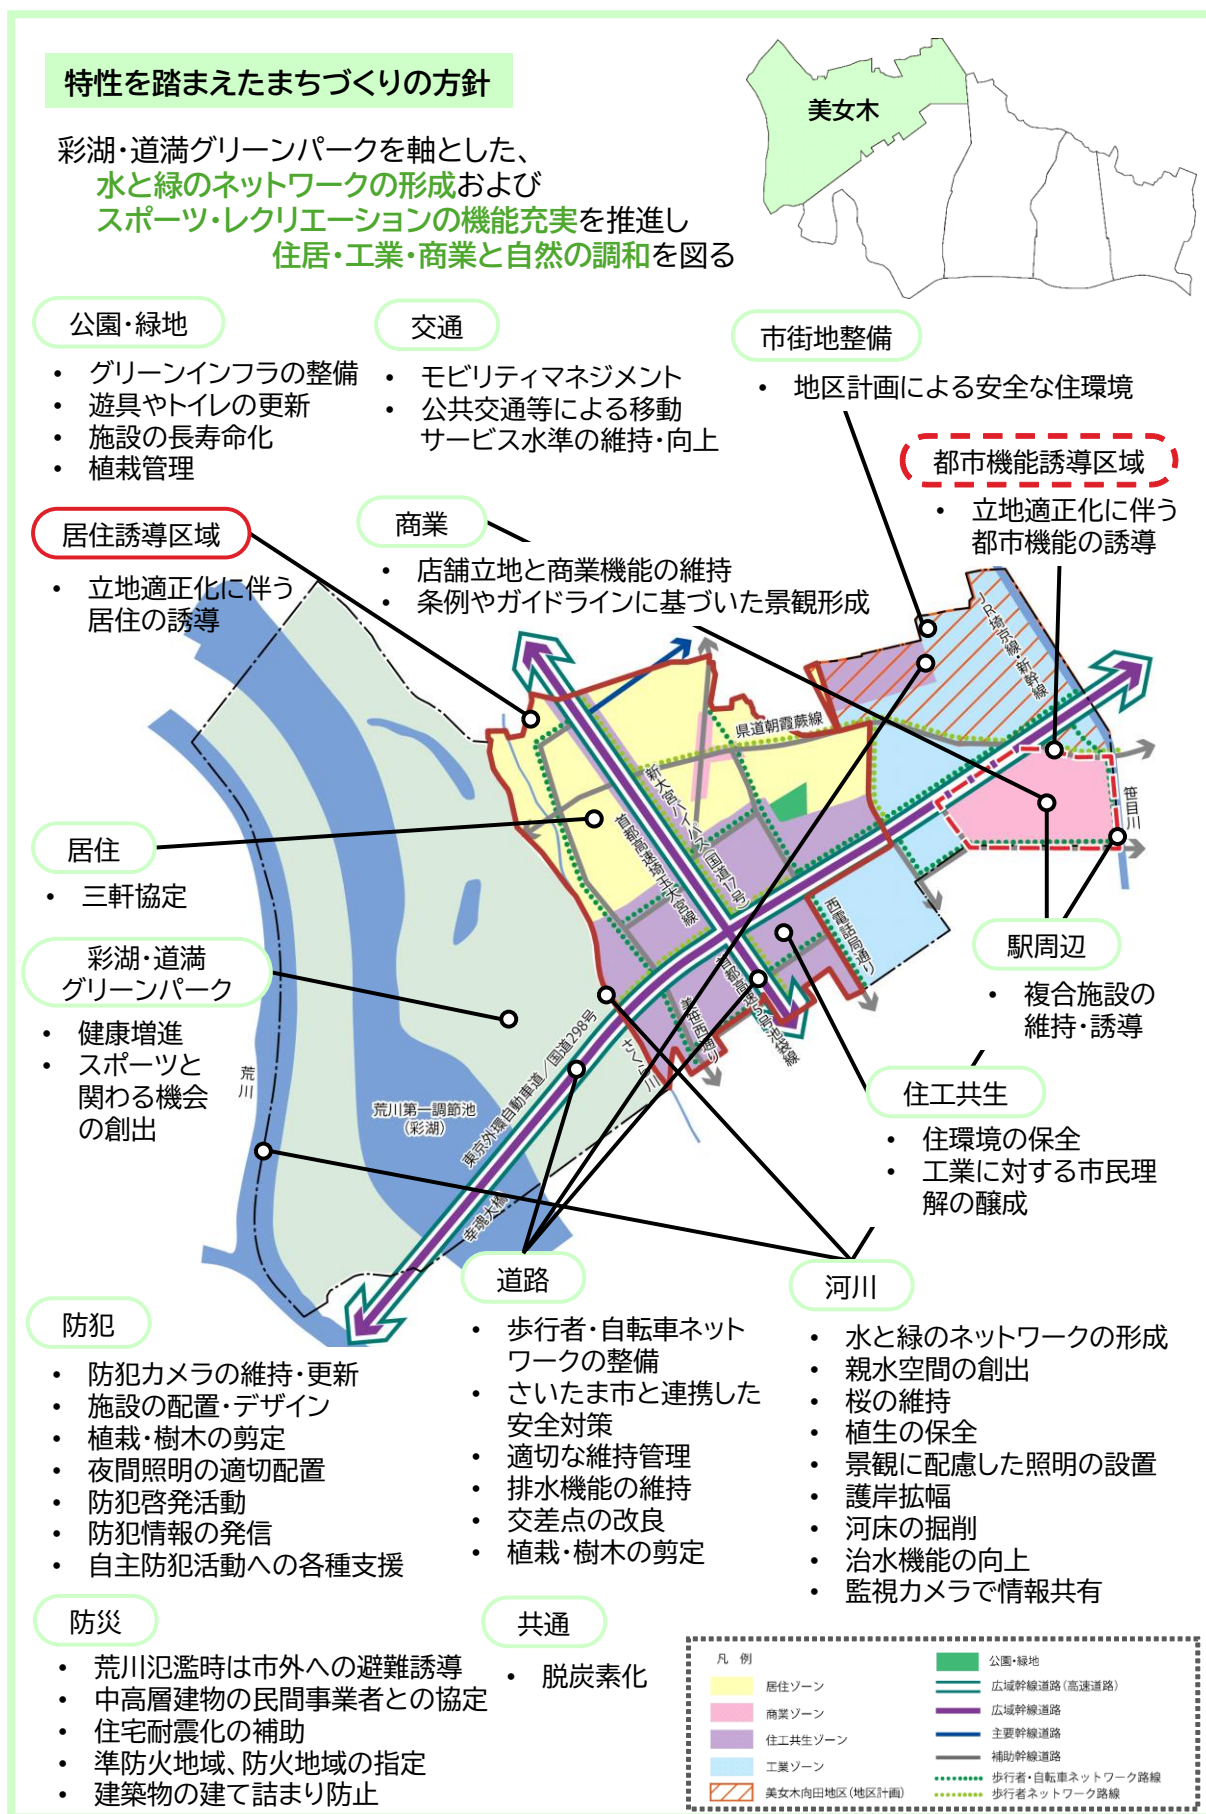 特性を踏まえたまちづくりの方針
美女木
彩湖・道満グリーンパークを軸とした、
水と緑のネットワークの形成および
スポーツ・レクリエーションの機能充実を推進し
住居・工業・商業と自然の調和を図る
公園・緑地
• グリーンインフラの整備
• 遊具やトイレの更新
• 施設の長寿命化
• 植栽管理
交通
• モビリティマネジメント
• 公共交通等による移動
サービス水準の維持・向上
市街地整備
• 地区計画による安全な住環境
都市機能誘導区域
• 立地適正化に伴う
都市機能の誘導
居住誘導区域
• 立地適正化に伴う
居住の誘導
商業
• 店舗立地と商業機能の維持
• 条例やガイドラインに基づいた景観形成
JR埼京線・新幹線
県道朝霞蕨線
新大宮バイパス(国道17号)
首都高速埼玉大宮線
笹目川
西電話局通り
首都高速5号池袋線
美笹西通り
さくら川
東京外環自動車道/国道298号
幸魂大橋
荒川
荒川第一調節池
(彩湖)
居住
• 三軒協定
彩湖・道満
グリーンパーク
• 健康増進
• スポーツと
関わる機会
の創出
駅周辺
• 複合施設の
維持・誘導
住工共生
• 住環境の保全
• 工業に対する市民理
解の醸成
道路
• 歩行者・自転車ネット
ワークの整備
• さいたま市と連携した
安全対策
• 適切な維持管理
• 排水機能の維持
• 交差点の改良
• 植栽・樹木の剪定
河川
• 水と緑のネットワークの形成
• 親水空間の創出
• 桜の維持
• 植生の保全
• 景観に配慮した照明の設置
• 護岸拡幅
• 河床の掘削
• 治水機能の向上
• 監視カメラで情報共有
防犯
• 防犯カメラの維持・更新
• 施設の配置・デザイン
• 植栽・樹木の剪定
• 夜間照明の適切配置
• 防犯啓発活動
• 防犯情報の発信
• 自主防犯活動への各種支援
防災
• 荒川氾濫時は市外への避難誘導
• 中高層建物の民間事業者との協定
• 住宅耐震化の補助
• 準防火地域、防火地域の指定
• 建築物の建て詰まり防止
共通
• 脱炭素化
凡 例
居住ゾーン
商業ゾーン
住工共生ゾーン
工業ゾーン
美女木向田地区(地区計画)
公園・緑地
広域幹線道路(高速道路)
広域幹線道路
主要幹線道路
補助幹線道路
歩行者・自転車ネットワーク路線
歩行者ネットワーク路線